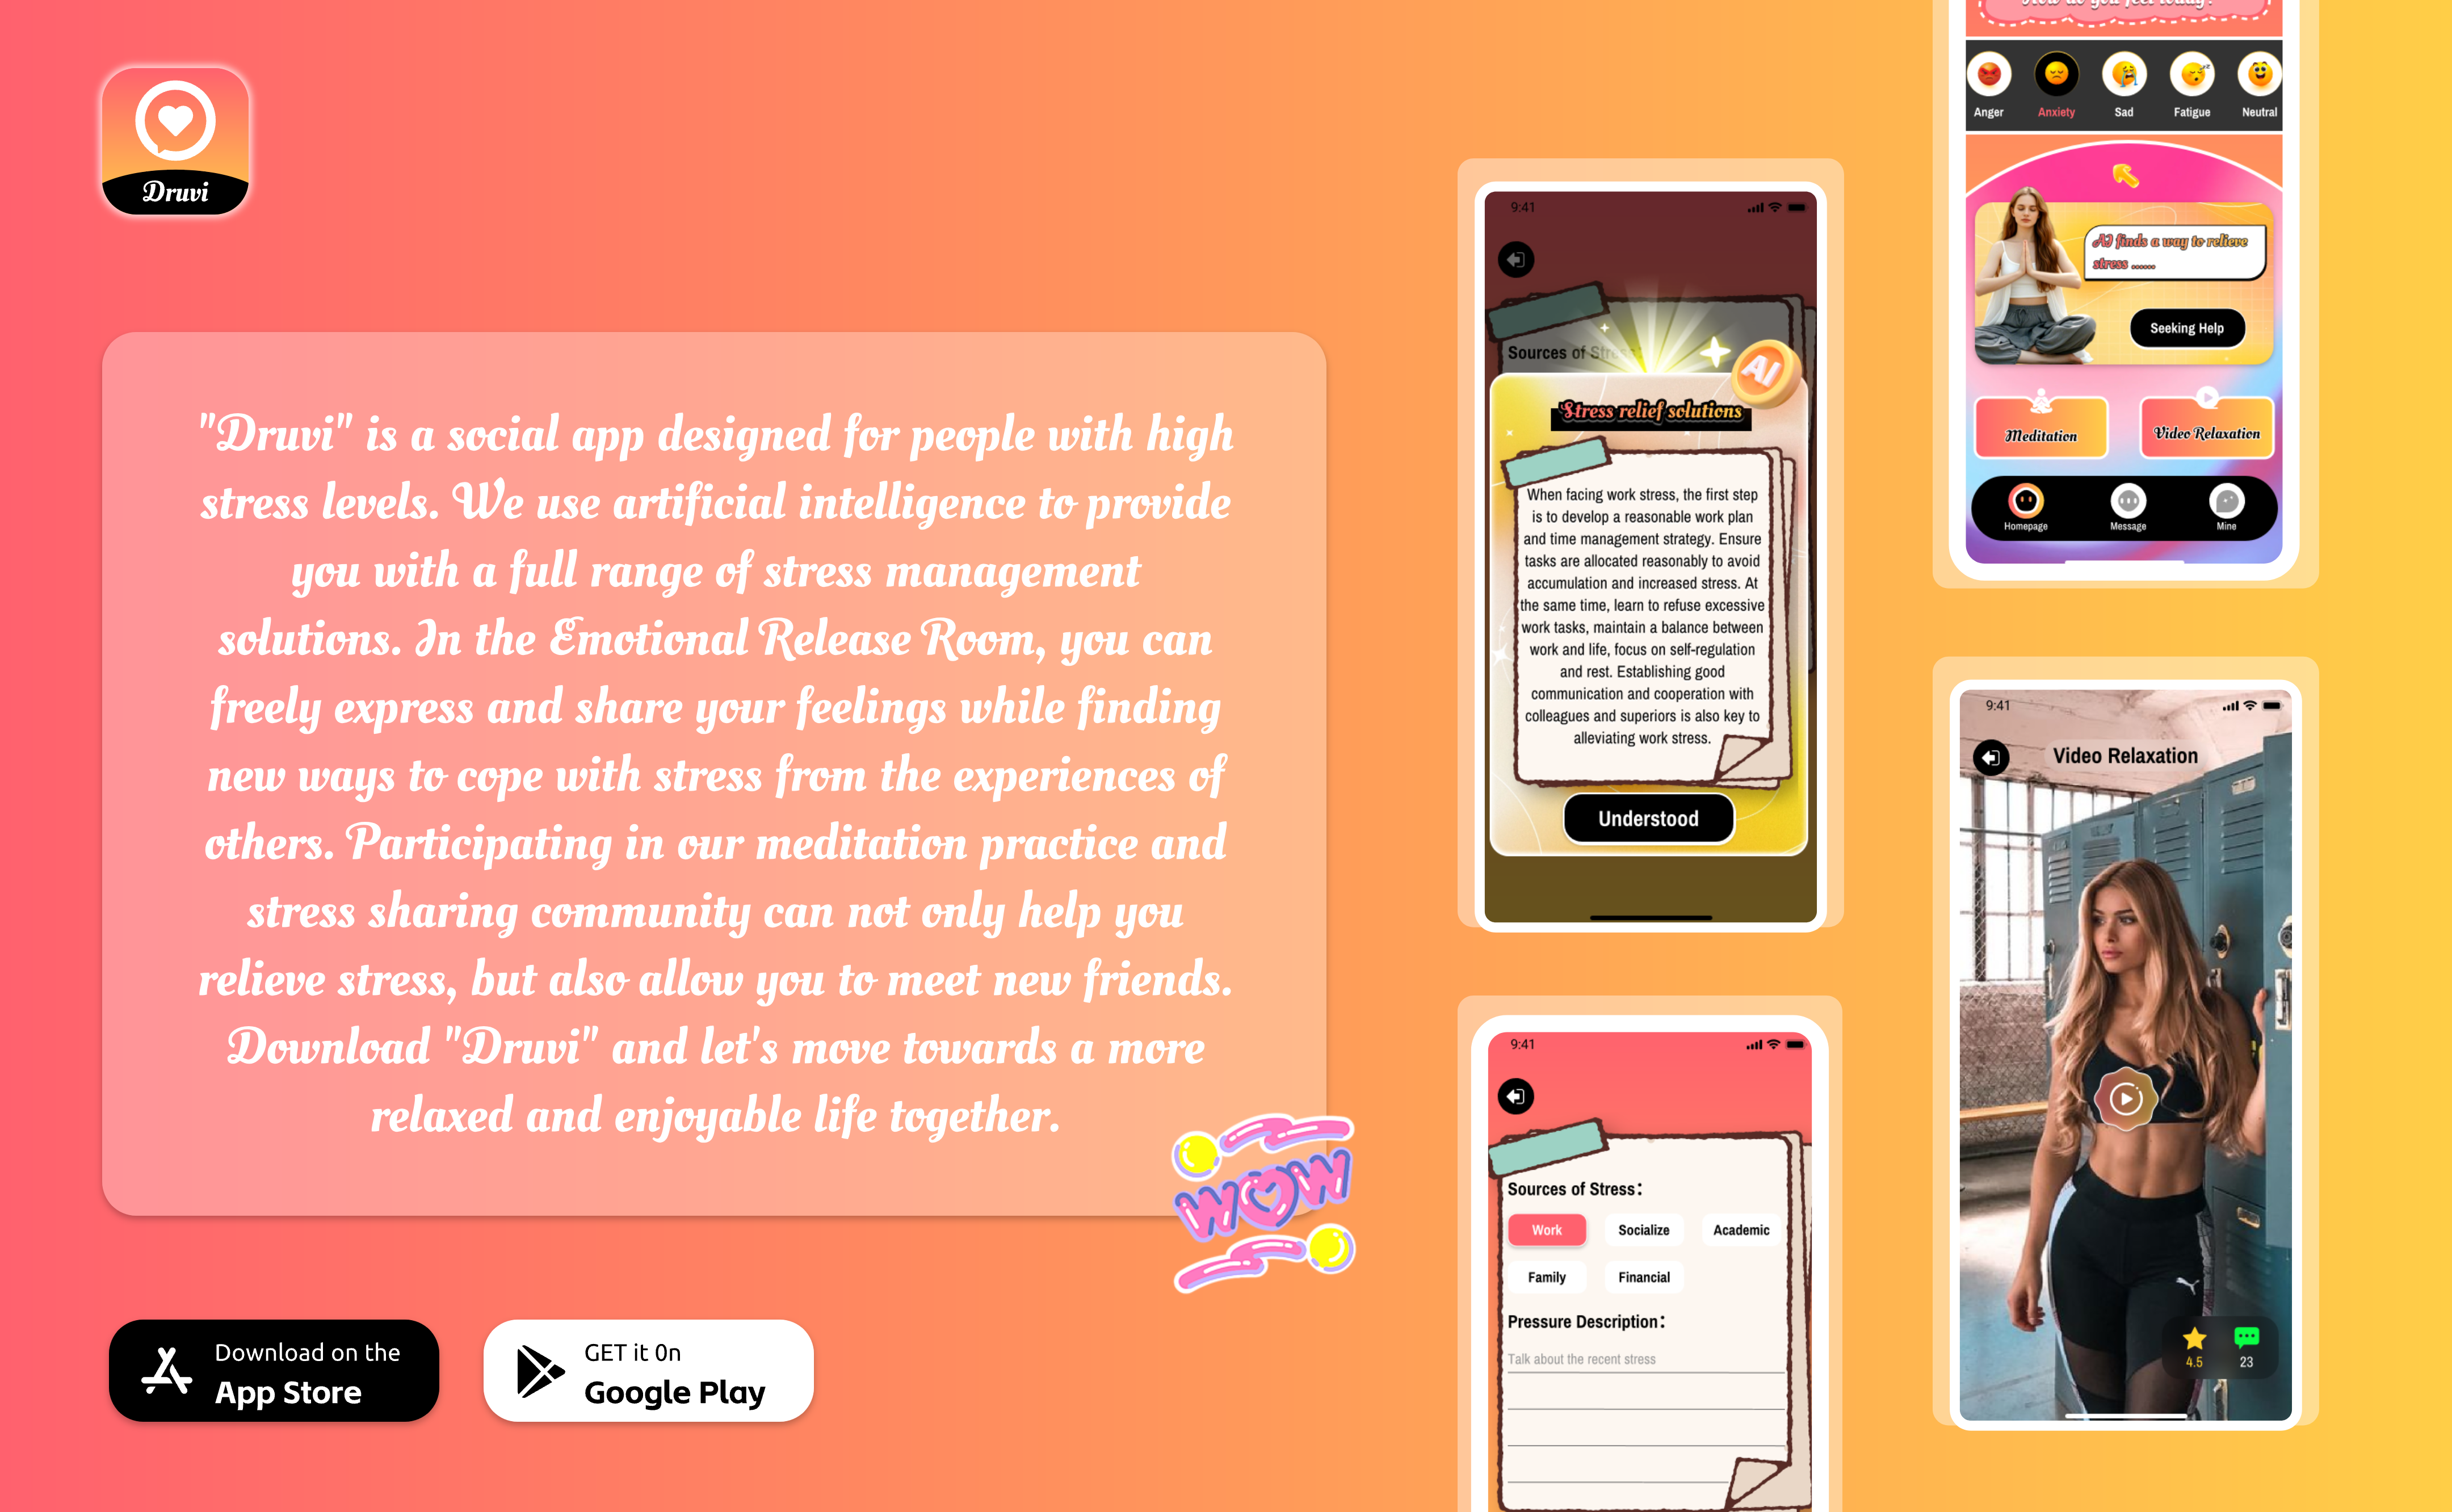 Druvi
"Druvi" is a social app designed for people with high
stress levels. We use artificial intelligence to provide
you with a full range of stress management
solutions. In the Emotional Release Room, you can
freely express and share your feelings while finding
new ways to cope with stress from the experiences of
others. Participating in our meditation practice and
stress sharing community can not only help you
relieve stress, but also allow you to meet new friends.
Download "Druvi" and let's move towards a more
relaxed and enjoyable life together.
WOW
Download on the
App Store
GET it 0n
Google Play
9:41
Sources of Stress:
AI
Stress relief solutions
When facing work stress, the first step
is to develop a reasonable work plan
and time management strategy. Ensure
tasks are allocated reasonably to avoid
accumulation and increased stress. At
the same time, learn to refuse excessive
work tasks, maintain a balance between
work and life, focus on self-regulation
and rest. Establishing good
communication and cooperation with
colleagues and superiors is also key to
alleviating work stress.
Understood
9:41
Sources of Stress:
Work Socialize Academic
Family Financial
Pressure Description:
Talk about the recent stress
How do you feel today?
Anger Anxiety Sad Fatigue Neutral
AI finds a way to relieve
stress ......
Seeking Help
Meditation Video Relaxation
Homepage Message Mine
9:41
Video Relaxation
4.5 23